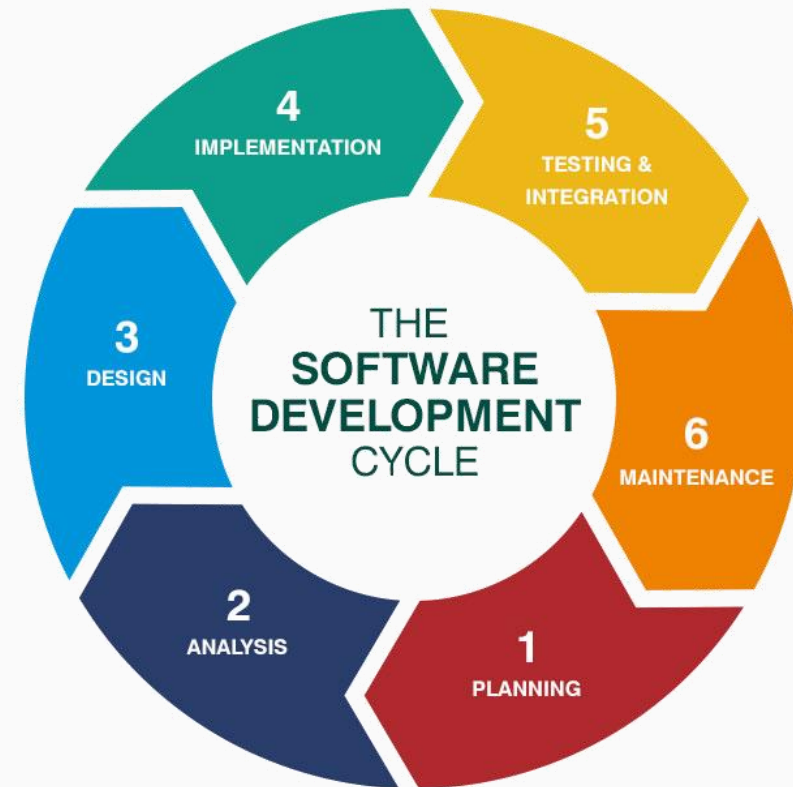 THE
SOFTWARE
DEVELOPMENT
CYCLE
1
PLANNING
2
ANALYSIS
3
DESIGN
4
IMPLEMENTATION
5
TESTING &
INTEGRATION
6
MAINTENANCE